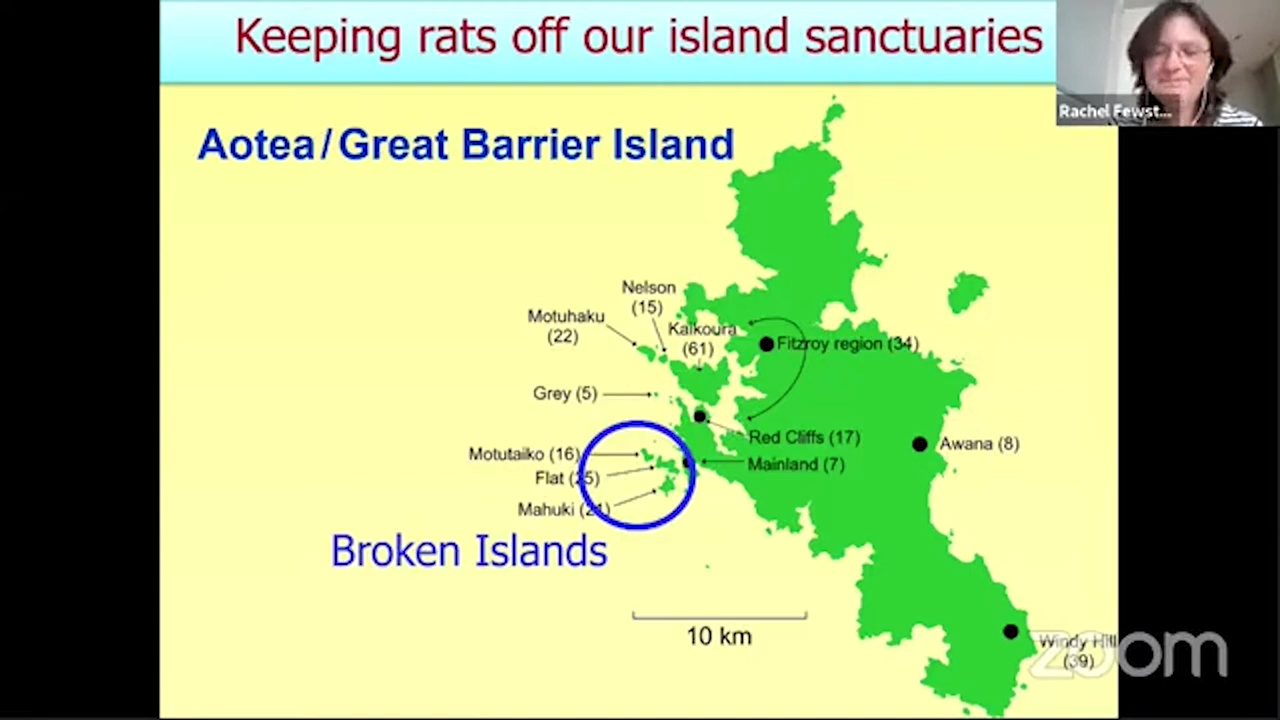 Keeping rats off our island sanctuaries
Rachel Fewst...
Aotea/Great Barrier Island
Nelson
(15)
Motuhaku
(22)
Kaikoura
(61)
Fitzroy region (34)
Grey (5)
Red Cliffs (17)
Awana (8)
Motutaiko (16)
Mainland (7)
Flat (25)
Mahuki (21)
Broken Islands
10 km
Windy Hill
(39)
zoom